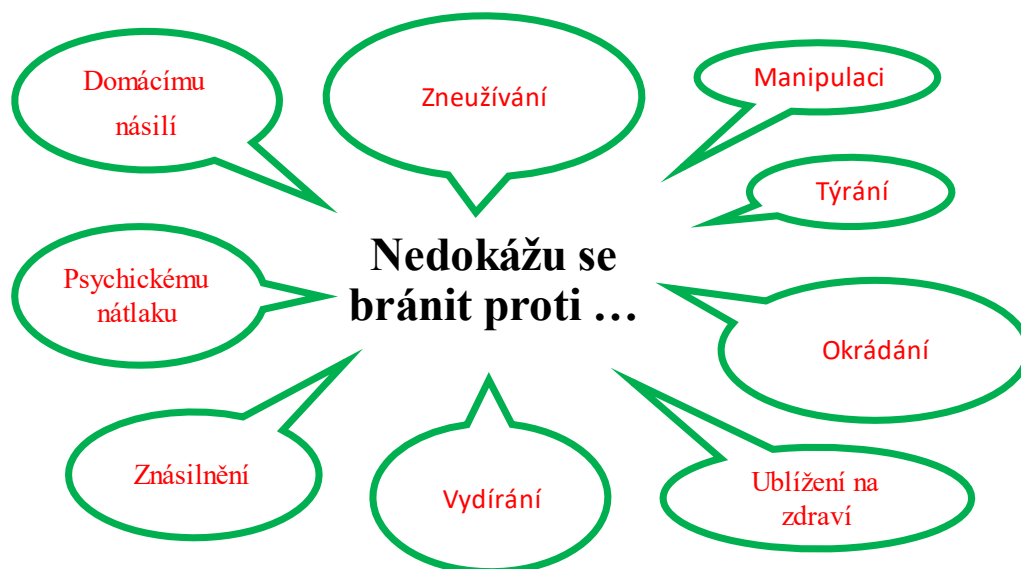 Domácímu
násilí
Zneužívání
Manipulaci
Týrání
Nedokážu se
bránit proti …
Psychickému
nátlaku
Okrádání
Znásilnění
Vydírání
Ublížení na
zdraví